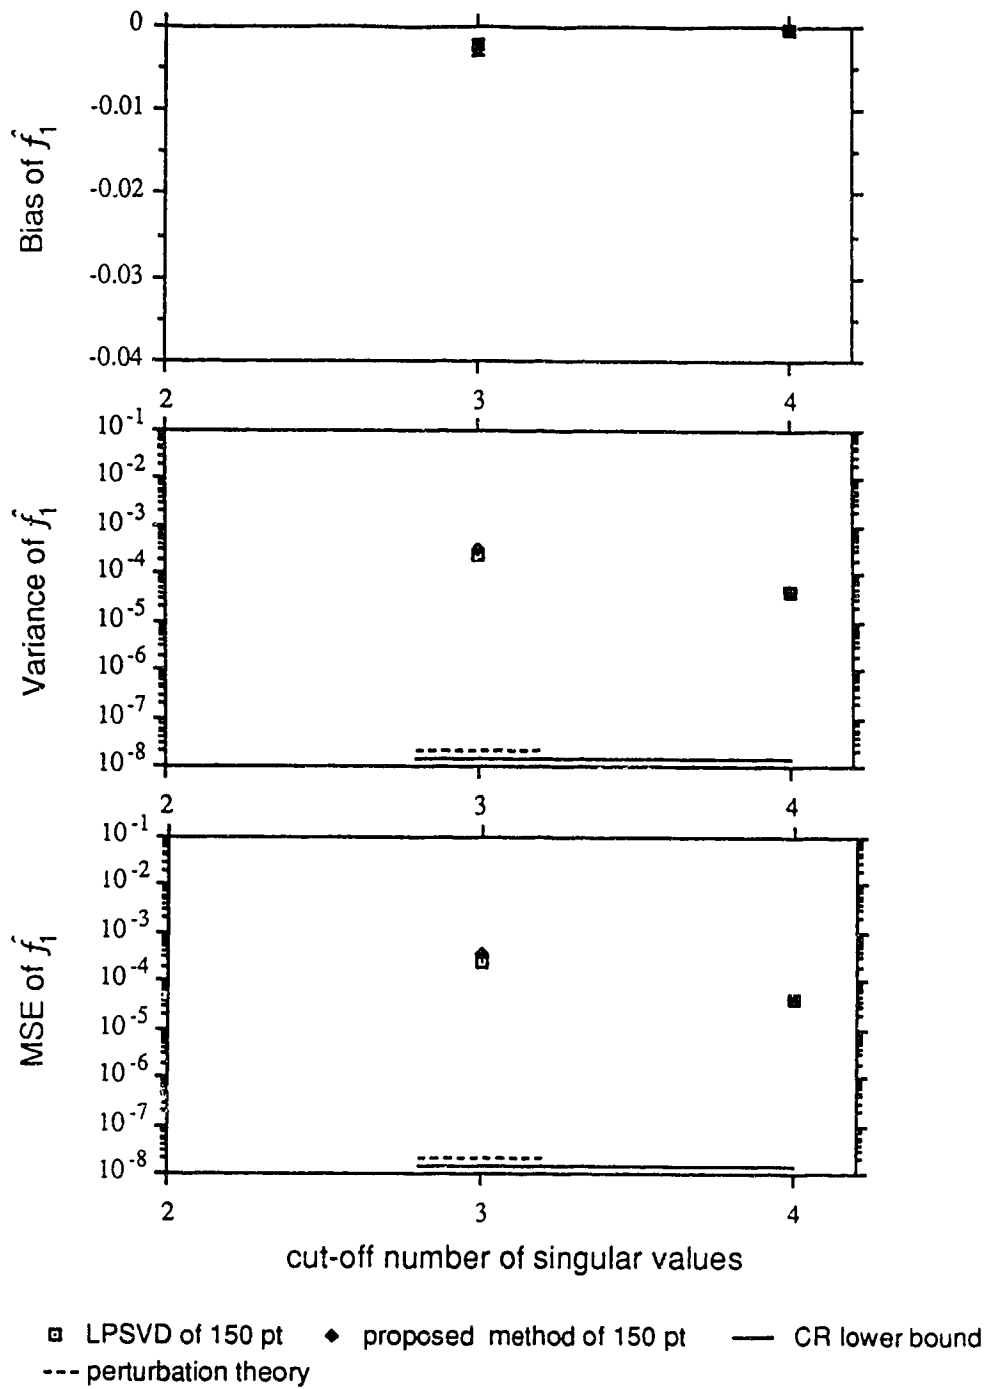 0
-0.01
-0.02
-0.03
-0.04
Bias of f̂₁
2 3 4
10⁻¹
10⁻²
10⁻³
10⁻⁴
10⁻⁵
10⁻⁶
10⁻⁷
10⁻⁸
Variance of f̂₁
2 3 4
10⁻¹
10⁻²
10⁻³
10⁻⁴
10⁻⁵
10⁻⁶
10⁻⁷
10⁻⁸
MSE of f̂₁
2 3 4
cut-off number of singular values
LPSVD of 150 pt proposed method of 150 pt CR lower bound
perturbation theory